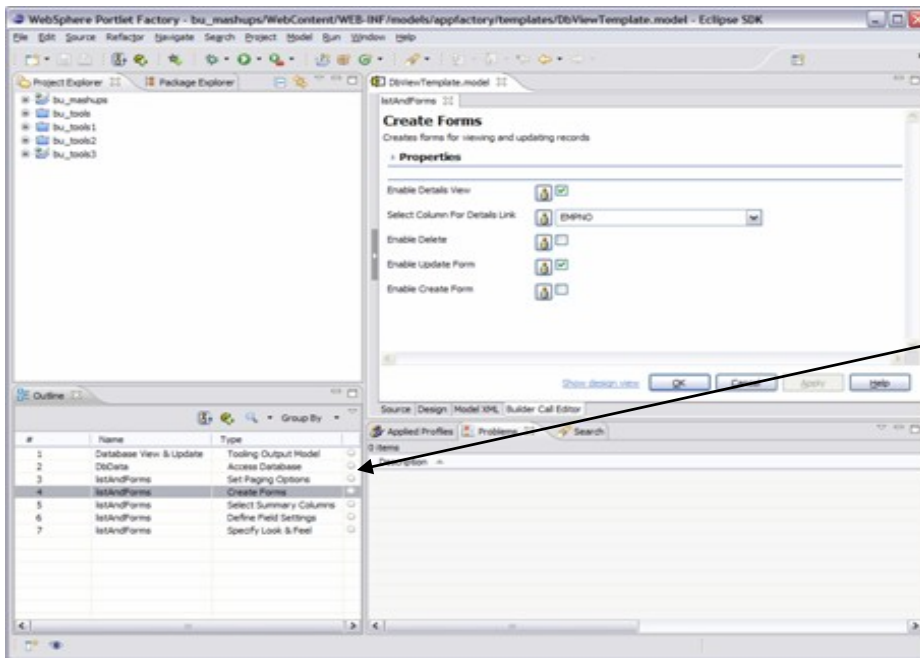 WebSphere Portlet Factory - bu_mashups/WebContent/WEB-INF/models/appfactory/templates/DbViewTemplate.model - Eclipse SDK
File Edit Source Refactor Navigate Search Project Model Run Window Help
Project Explorer Package Explorer
bu_mashups
bu_tools
bu_tools1
bu_tools2
bu_tools3
DbViewTemplate.model
listAndForms
Create Forms
Creates forms for viewing and updating records
Properties
Enable Details View
Select Column For Details Link EMPNO
Enable Delete
Enable Update Form
Enable Create Form
Show design view OK Cancel Apply Help
Source Design Model XML Builder Call Editor
Outline
Group By
# Name Type
1 Database View & Update Tooling Output Model
2 DbData Access Database
3 listAndForms Set Paging Options
4 listAndForms Create Forms
5 listAndForms Select Summary Columns
6 listAndForms Define Field Settings
7 listAndForms Specify Look & Feel
Applied Profiles Problems Search
0 items
Description